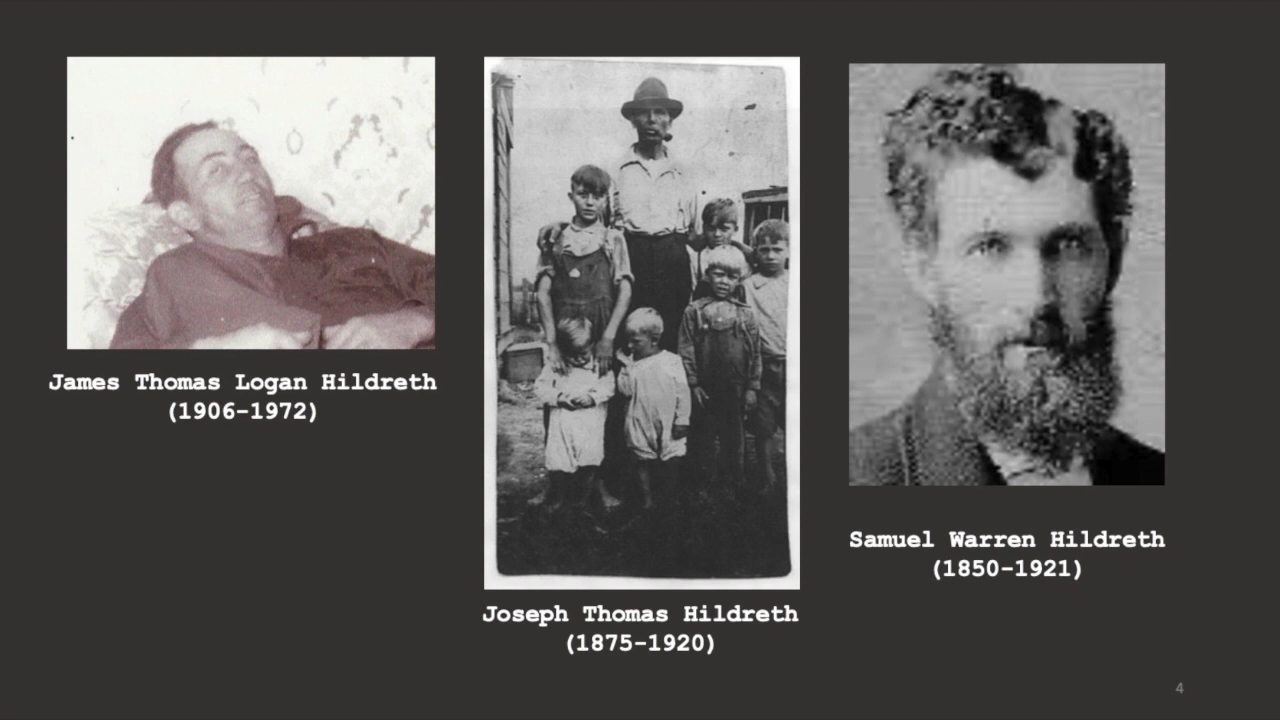 James Thomas Logan Hildreth
(1906-1972)
Joseph Thomas Hildreth
(1875-1920)
Samuel Warren Hildreth
(1850-1921)
4